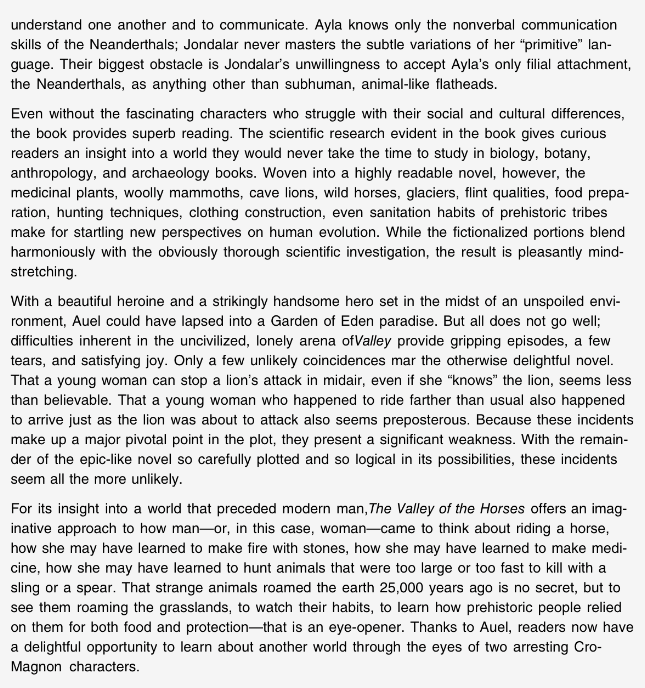 understand one another and to communicate. Ayla knows only the nonverbal communication
skills of the Neanderthals; Jondalar never masters the subtle variations of her “primitive” lan-
guage. Their biggest obstacle is Jondalar’s unwillingness to accept Ayla’s only filial attachment,
the Neanderthals, as anything other than subhuman, animal-like flatheads.
Even without the fascinating characters who struggle with their social and cultural differences,
the book provides superb reading. The scientific research evident in the book gives curious
readers an insight into a world they would never take the time to study in biology, botany,
anthropology, and archaeology books. Woven into a highly readable novel, however, the
medicinal plants, woolly mammoths, cave lions, wild horses, glaciers, flint qualities, food prepa-
ration, hunting techniques, clothing construction, even sanitation habits of prehistoric tribes
make for startling new perspectives on human evolution. While the fictionalized portions blend
harmoniously with the obviously thorough scientific investigation, the result is pleasantly mind-
stretching.
With a beautiful heroine and a strikingly handsome hero set in the midst of an unspoiled envi-
ronment, Auel could have lapsed into a Garden of Eden paradise. But all does not go well;
difficulties inherent in the uncivilized, lonely arena ofValley provide gripping episodes, a few
tears, and satisfying joy. Only a few unlikely coincidences mar the otherwise delightful novel.
That a young woman can stop a lion’s attack in midair, even if she “knows” the lion, seems less
than believable. That a young woman who happened to ride farther than usual also happened
to arrive just as the lion was about to attack also seems preposterous. Because these incidents
make up a major pivotal point in the plot, they present a significant weakness. With the remain-
der of the epic-like novel so carefully plotted and so logical in its possibilities, these incidents
seem all the more unlikely.
For its insight into a world that preceded modern man,The Valley of the Horses offers an imag-
inative approach to how man—or, in this case, woman—came to think about riding a horse,
how she may have learned to make fire with stones, how she may have learned to make medi-
cine, how she may have learned to hunt animals that were too large or too fast to kill with a
sling or a spear. That strange animals roamed the earth 25,000 years ago is no secret, but to
see them roaming the grasslands, to watch their habits, to learn how prehistoric people relied
on them for both food and protection—that is an eye-opener. Thanks to Auel, readers now have
a delightful opportunity to learn about another world through the eyes of two arresting Cro-
Magnon characters.